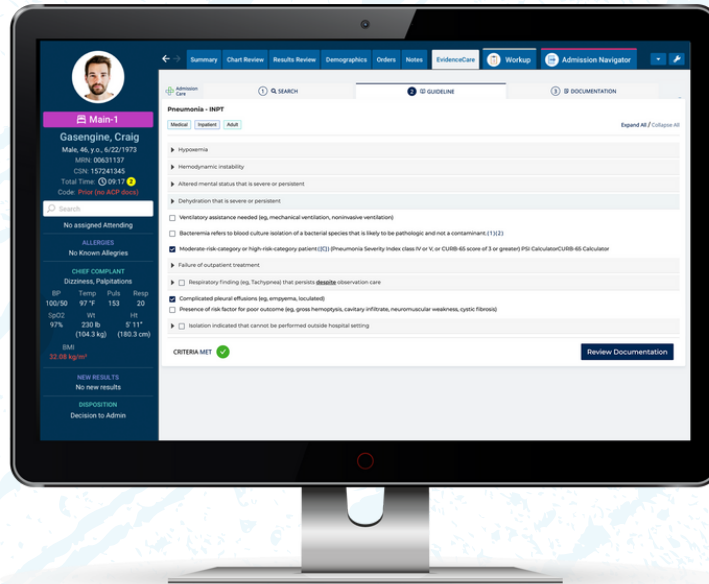 Summary Chart Review Results Review Demographics Orders Notes EvidenceCare Workup Admission Navigator
Admission Care
1 SEARCH
2 GUIDELINE
3 DOCUMENTATION
Main-1
Gasengine, Craig
Male, 46, y.o., 6/22/1973
MRN: 00631137
CSN: 157241345
Total Time: 09:17 2
Code: Prior (no ACP docs)
Search
No assigned Attending
ALLERGIES
No Known Allegries
CHIEF COMPLANT
Dizziness, Palpitations
BP Temp Puls Resp
100/50 97 °F 153 20
SpO2 Wt Ht
97% 230 lb 5' 11"
(104.3 kg) (180.3 cm)
BMI
32.08 kg/m²
NEW RESULTS
No new results
DISPOSITION
Decision to Admin
Pneumonia - INPT
Medical Inpatient Adult
Expand All / Collapse All
Hypoxemia
Hemodynamic instability
Altered mental status that is severe or persistent
Dehydration that is severe or persistent
Ventilatory assistance needed (eg, mechanical ventilation, noninvasive ventilation)
Bacteremia refers to blood culture isolation of a bacterial species that is likely to be pathogenic and not a contaminant.(1)(2)
Moderate-risk-category or high-risk-category patient (Pneumonia Severity Index class IV or V, or CURB-65 score of 3 or greater) PSI CalculatorCURB-65 Calculator
Failure of outpatient treatment
Respiratory finding (eg, Tachypnea) that persists despite observation care
Complicated pleural effusions (eg, empyema, loculated)
Presence of risk factor for poor outcome (eg, gross hemoptysis, cavitary infiltrate, neuromuscular weakness, cystic fibrosis)
Isolation indicated that cannot be performed outside hospital setting
CRITERIA MET
Review Documentation